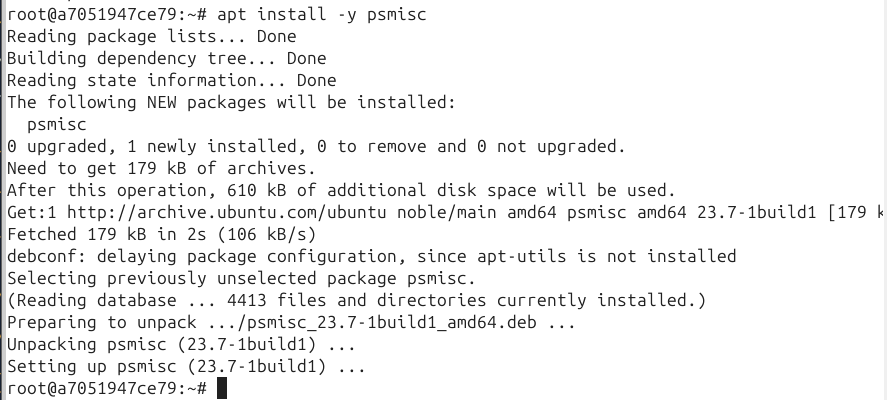 root@a7051947ce79:~# apt install -y psmisc
Reading package lists... Done
Building dependency tree... Done
Reading state information... Done
The following NEW packages will be installed:
  psmisc
0 upgraded, 1 newly installed, 0 to remove and 0 not upgraded.
Need to get 179 kB of archives.
After this operation, 610 kB of additional disk space will be used.
Get:1 http://archive.ubuntu.com/ubuntu noble/main amd64 psmisc amd64 23.7-1build1 [179 k
Fetched 179 kB in 2s (106 kB/s)
debconf: delaying package configuration, since apt-utils is not installed
Selecting previously unselected package psmisc.
(Reading database ... 4413 files and directories currently installed.)
Preparing to unpack .../psmisc_23.7-1build1_amd64.deb ...
Unpacking psmisc (23.7-1build1) ...
Setting up psmisc (23.7-1build1) ...
root@a7051947ce79:~#